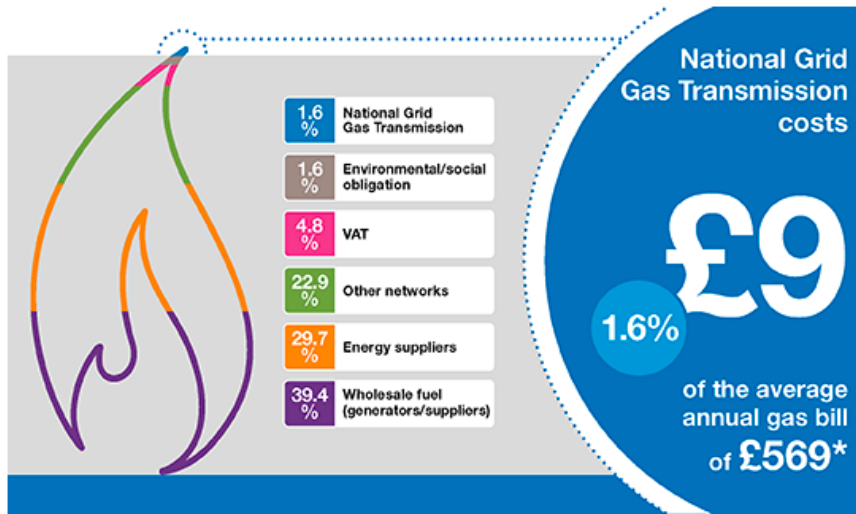 1.6
%
National Grid
Gas Transmission
1.6
%
Environmental/social
obligation
4.8
%
VAT
22.9
%
Other networks
29.7
%
Energy suppliers
39.4
%
Wholesale fuel
(generators/suppliers)
National Grid
Gas Transmission
costs
£9
1.6%
of the average
annual gas bill
of £569*